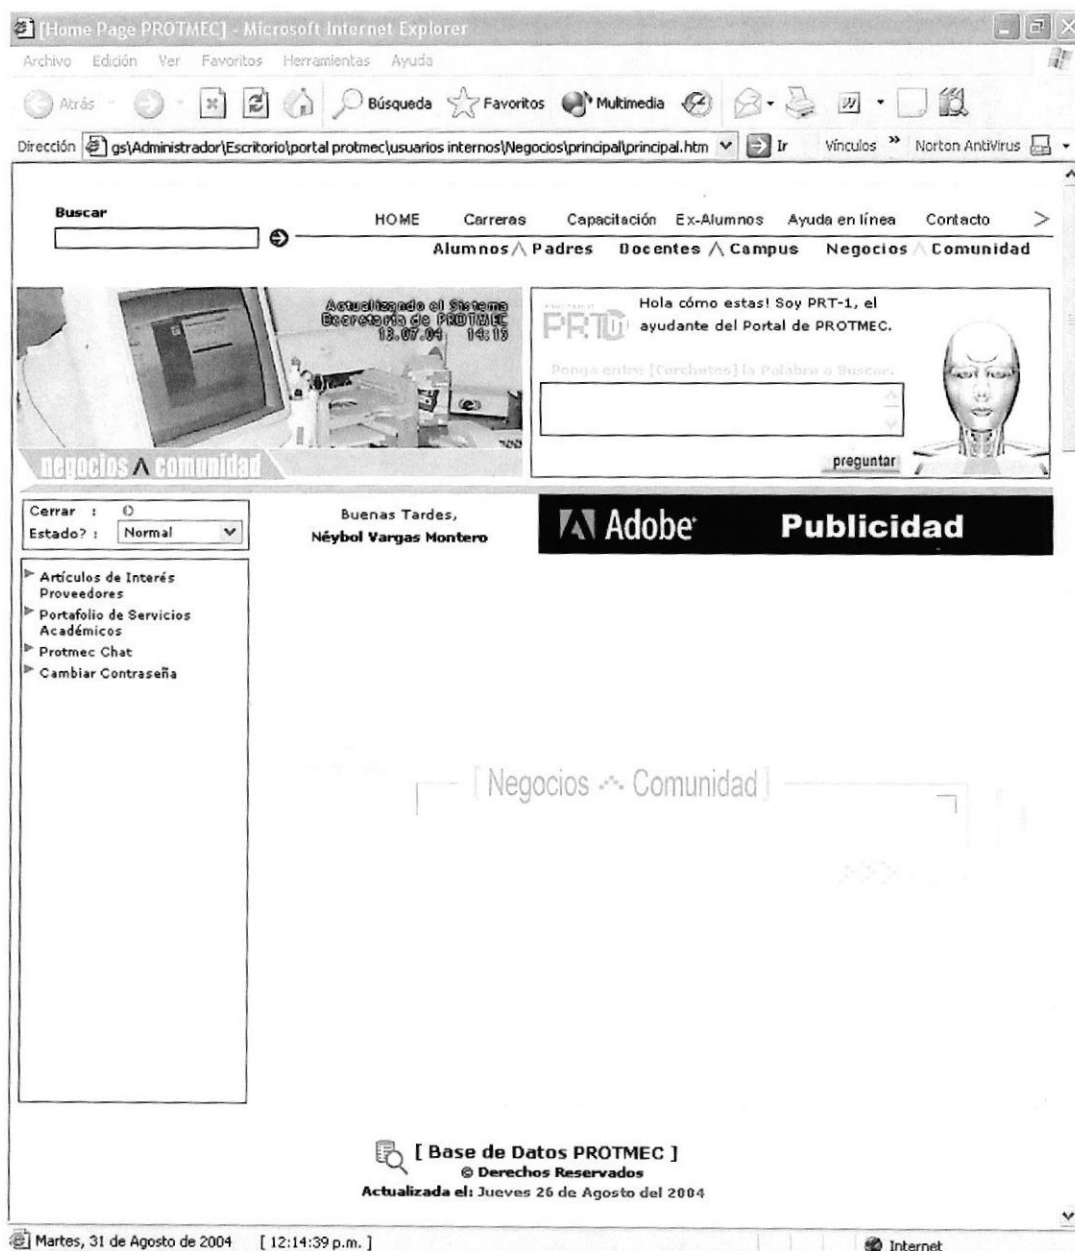 [Home Page PROTMEC] - Microsoft Internet Explorer
Archivo Edición Ver Favoritos Herramientas Ayuda
Atrás Búsqueda Favoritos Multimedia
Dirección gs\Administrador\Escritorio\portal protmec\usuarios internos\Negocios\principal\principal.htm Ir Vínculos » Norton AntiVirus
Buscar
HOME Carreras Capacitación Ex-Alumnos Ayuda en línea Contacto >
Alumnos Λ Padres Docentes Λ Campus Negocios Λ Comunidad
Actualizando el Sistema
Secretaría de PROTMEC
13.07.04 14:13
negocios Λ comunidad
Hola cómo estas! Soy PRT-1, el
ayudante del Portal de PROTMEC.
Ponga entre [Corchetes] la Palabra a Buscar:
preguntar
Cerrar :
Estado? : Normal
Buenas Tardes,
Néybol Vargas Montero
Adobe Publicidad
Artículos de Interés
Proveedores
Portafolio de Servicios
Académicos
Protmec Chat
Cambiar Contraseña
[ Negocios Comunidad ]
>>>
[ Base de Datos PROTMEC ]
© Derechos Reservados
Actualizada el: Jueves 26 de Agosto del 2004
Martes, 31 de Agosto de 2004 [ 12:14:39 p.m. ] Internet